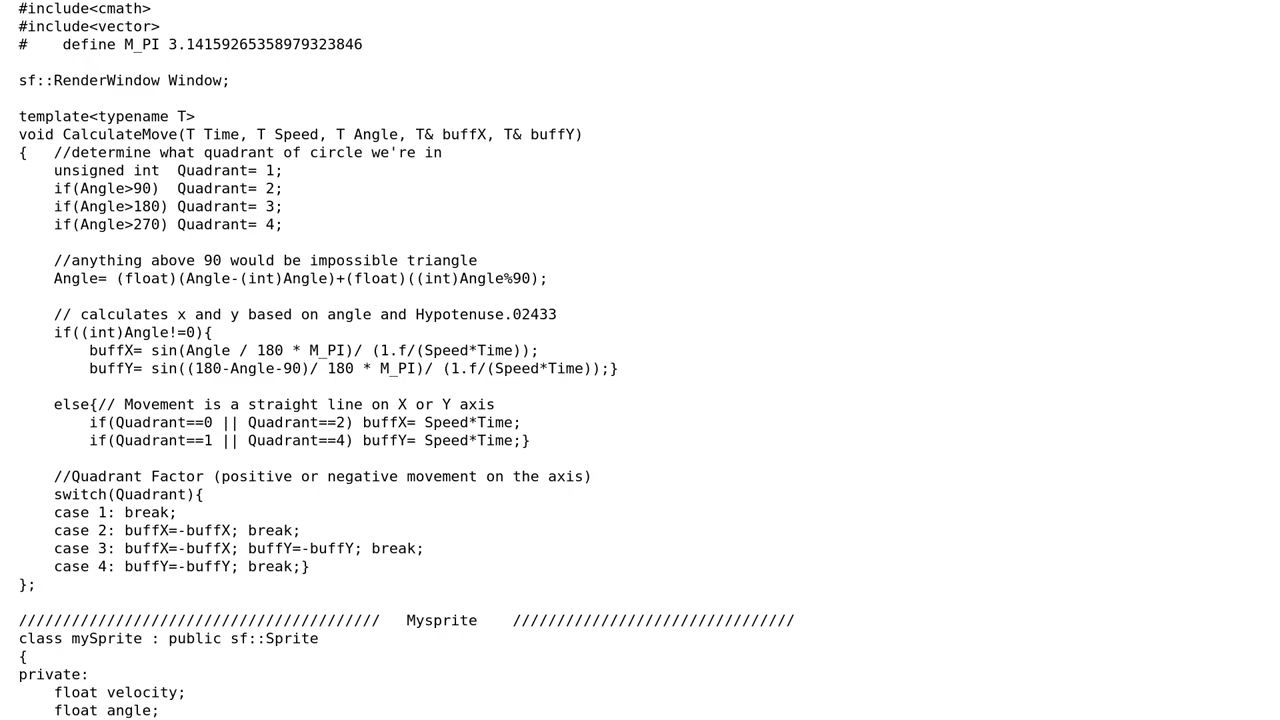 #include<cmath>
#include<vector>
#    define M_PI 3.14159265358979323846

sf::RenderWindow Window;

template<typename T>
void CalculateMove(T Time, T Speed, T Angle, T& buffX, T& buffY)
{   //determine what quadrant of circle we're in
    unsigned int  Quadrant= 1;
    if(Angle>90)  Quadrant= 2;
    if(Angle>180) Quadrant= 3;
    if(Angle>270) Quadrant= 4;

    //anything above 90 would be impossible triangle
    Angle= (float)(Angle-(int)Angle)+(float)((int)Angle%90);

    // calculates x and y based on angle and Hypotenuse.02433
    if((int)Angle!=0){
        buffX= sin(Angle / 180 * M_PI)/ (1.f/(Speed*Time));
        buffY= sin((180-Angle-90)/ 180 * M_PI)/ (1.f/(Speed*Time));}

    else{// Movement is a straight line on X or Y axis
        if(Quadrant==0 || Quadrant==2) buffX= Speed*Time;
        if(Quadrant==1 || Quadrant==4) buffY= Speed*Time;}

    //Quadrant Factor (positive or negative movement on the axis)
    switch(Quadrant){
    case 1: break;
    case 2: buffX=-buffX; break;
    case 3: buffX=-buffX; buffY=-buffY; break;
    case 4: buffY=-buffY; break;}
};

/////////////////////////////////////////   Mysprite    ////////////////////////////////
class mySprite : public sf::Sprite
{
private:
    float velocity;
    float angle;